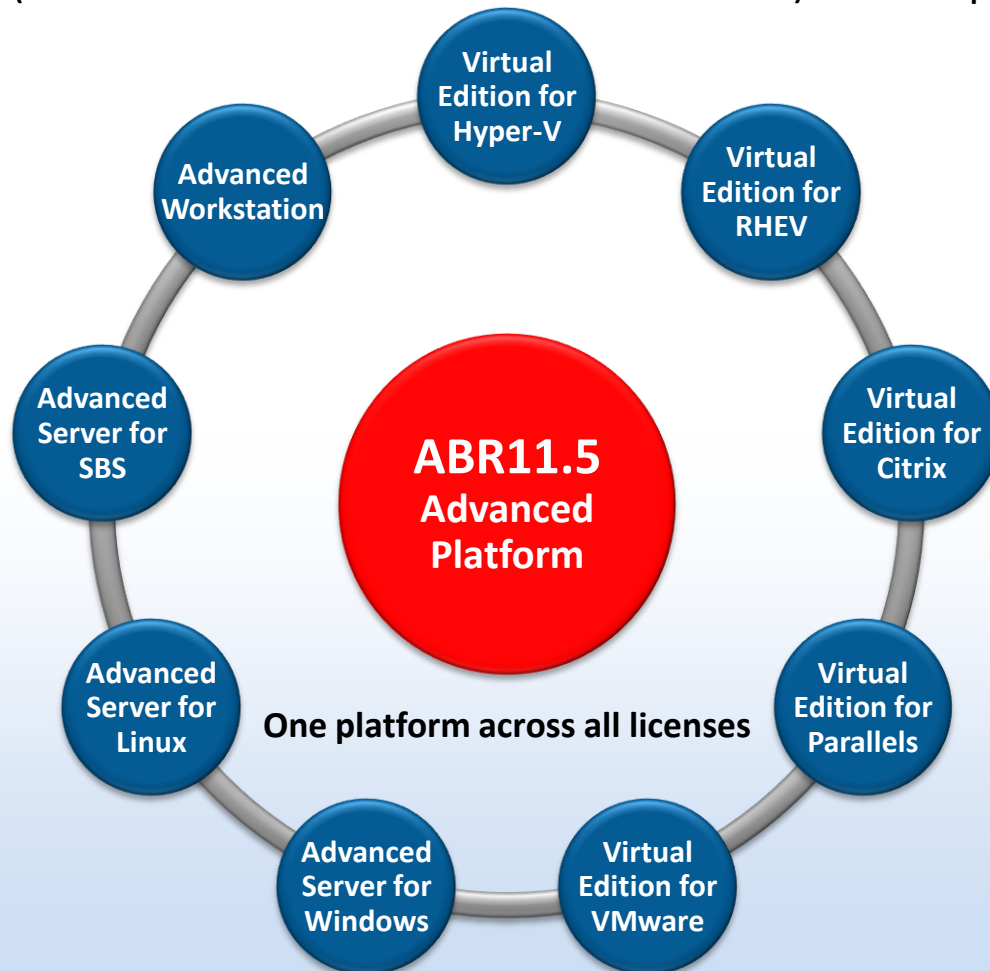 Virtual
Edition for
Hyper-V
Virtual
Edition for
RHEV
Virtual
Edition for
Citrix
Virtual
Edition for
Parallels
Virtual
Edition for
VMware
Advanced
Server for
Windows
Advanced
Server for
Linux
Advanced
Server for
SBS
Advanced
Workstation
ABR11.5
Advanced
Platform
One platform across all licenses